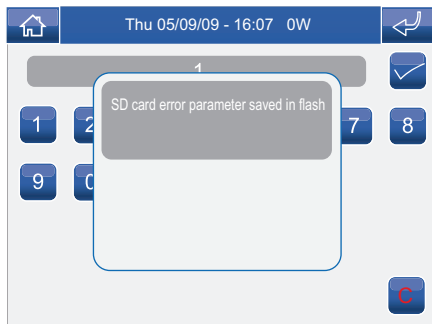 Thu 05/09/09 - 16:07 0W
1
SD card error parameter saved in flash
1 2 7 8
9 0
C